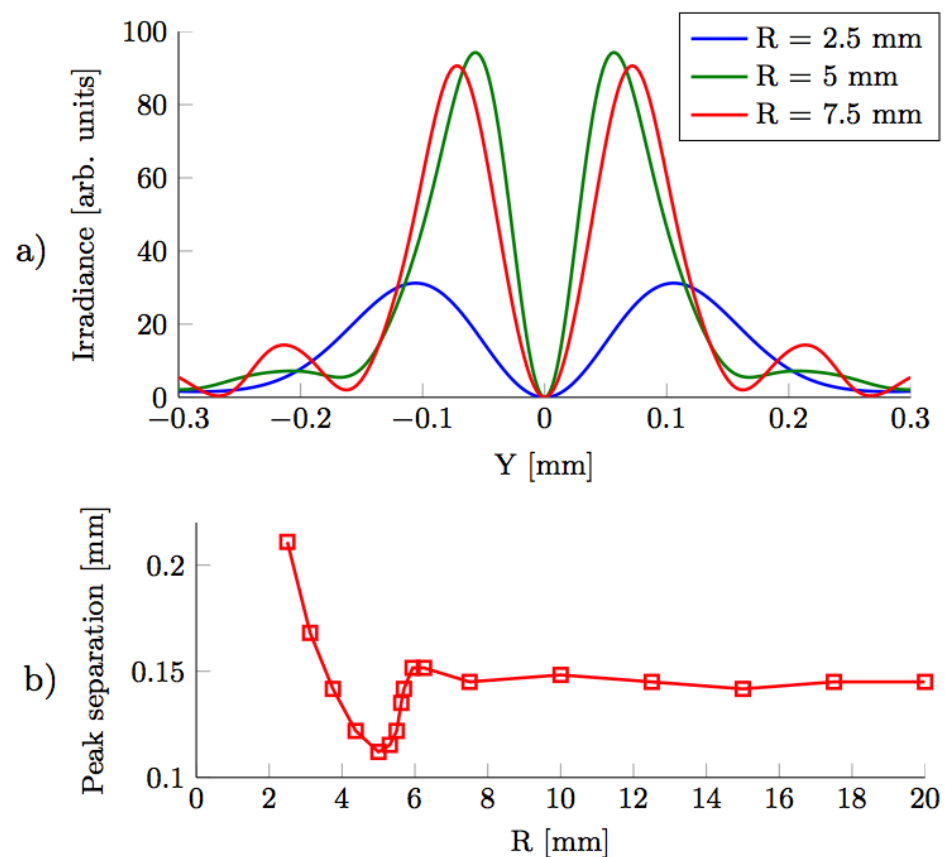 100
80
60
40
20
0
Irradiance [arb. units]
a)
R = 2.5 mm
R = 5 mm
R = 7.5 mm
−0.3 −0.2 −0.1 0 0.1 0.2 0.3
Y [mm]
0.2
0.15
0.1
Peak separation [mm]
b)
0 2 4 6 8 10 12 14 16 18 20
R [mm]